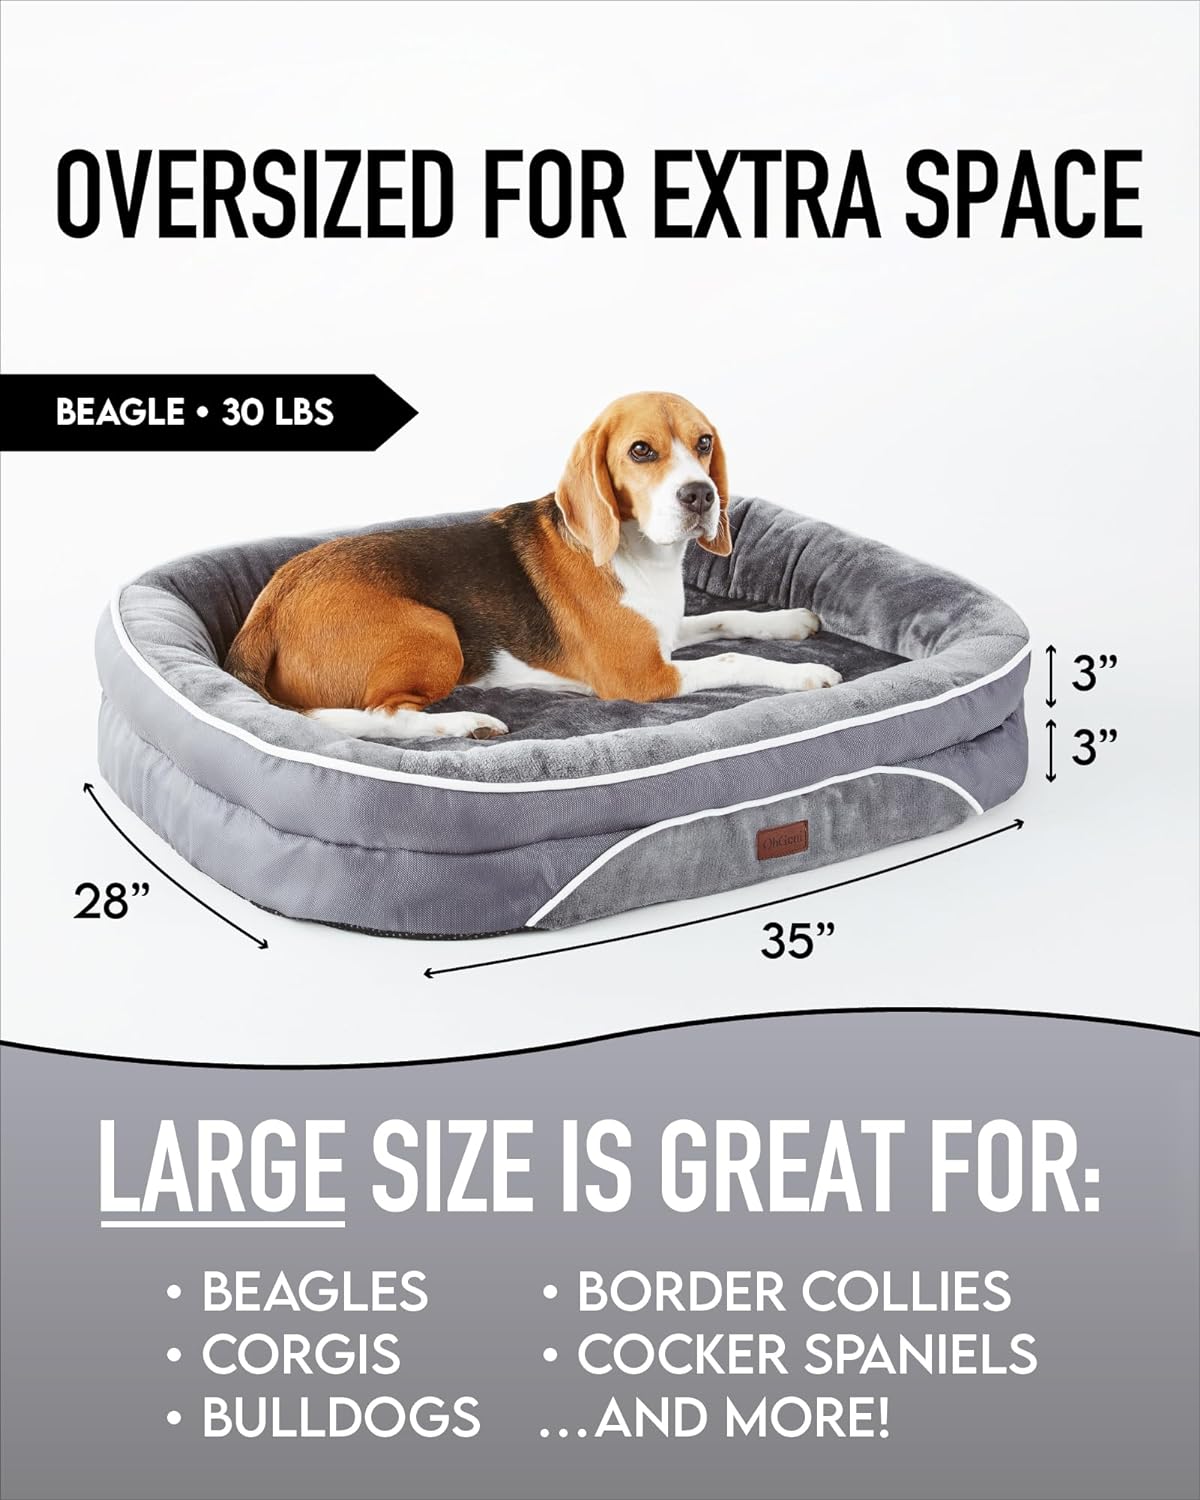 OVERSIZED FOR EXTRA SPACE
BEAGLE • 30 LBS
3”
3”
28”
35”
LARGE SIZE IS GREAT FOR:
• BEAGLES
• CORGIS
• BULLDOGS
• BORDER COLLIES
• COCKER SPANIELS
...AND MORE!